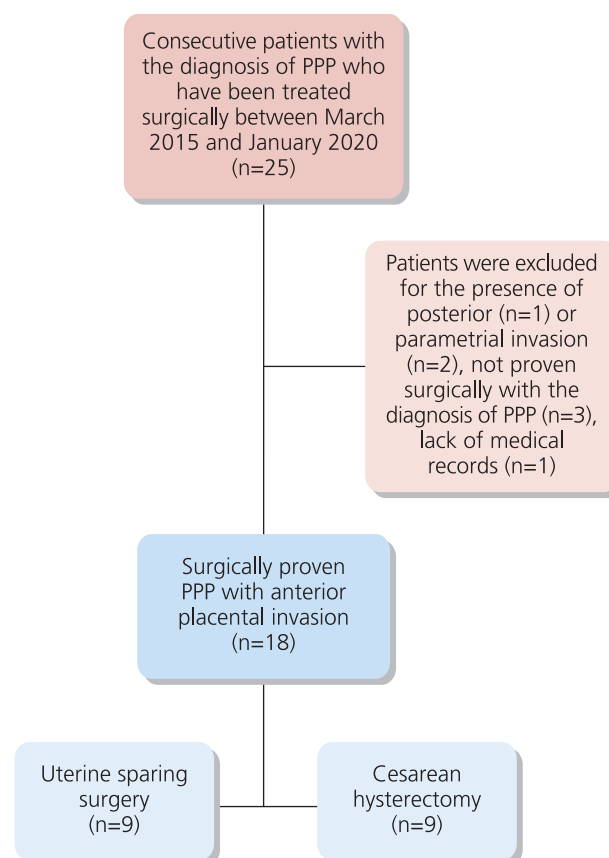 Consecutive patients with
the diagnosis of PPP who
have been treated
surgically between March
2015 and January 2020
(n=25)
Patients were excluded
for the presence of
posterior (n=1) or
parametrial invasion
(n=2), not proven
surgically with the
diagnosis of PPP (n=3),
lack of medical
records (n=1)
Surgically proven
PPP with anterior
placental invasion
(n=18)
Uterine sparing
surgery
(n=9)
Cesarean
hysterectomy
(n=9)